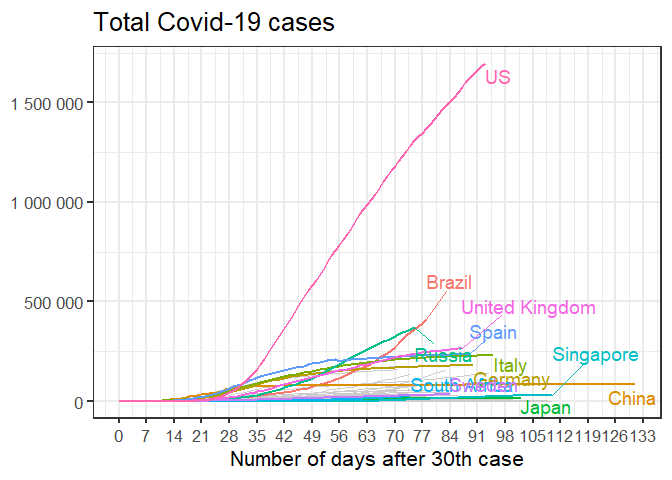 Total Covid-19 cases
1 500 000
1 000 000
500 000
0
US
Brazil
United Kingdom
Spain
Russia
Singapore
Italy
Germany
South
China
Japan
0 7 14 21 28 35 42 49 56 63 70 77 84 91 98 105 112 119 126 133
Number of days after 30th case